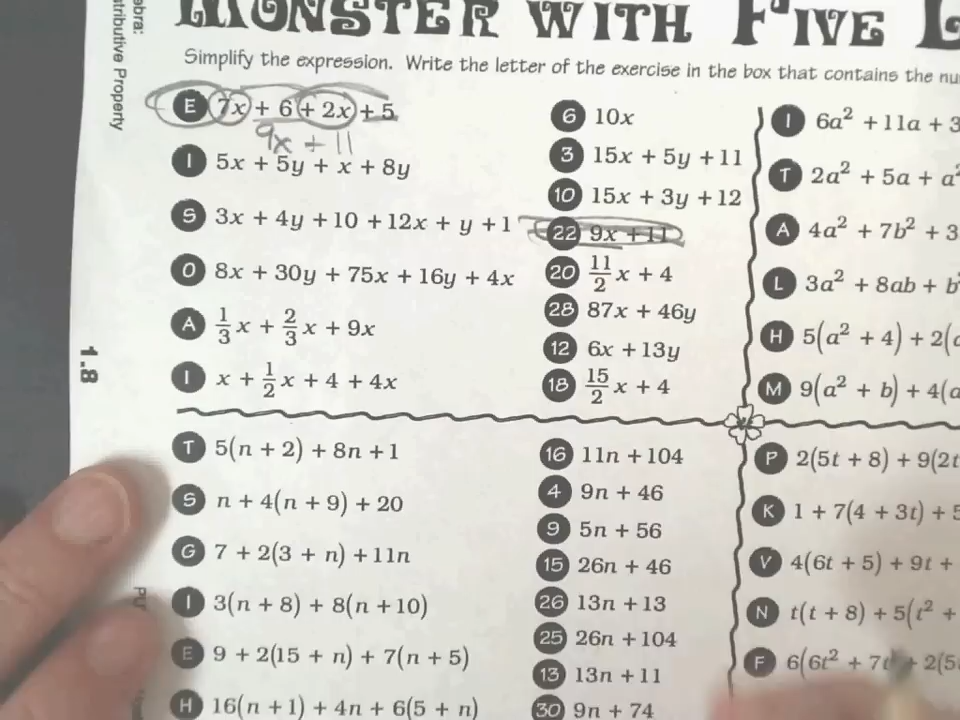 MONSTER WITH FIVE
Simplify the expression. Write the letter of the exercise in the box that contains the
tributive Property
1.8
E 7x + 6 + 2x + 5
9x + 11
I 5x + 5y + x + 8y
S 3x + 4y + 10 + 12x + y + 1
O 8x + 30y + 75x + 16y + 4x
A 1/3 x + 2/3 x + 9x
I x + 1/2 x + 4 + 4x
6 10x
3 15x + 5y + 11
10 15x + 3y + 12
22 9x + 11
20 11/2 x + 4
28 87x + 46y
12 6x + 13y
18 15/2 x + 4
I 6a² + 11a + 3
T 2a² + 5a + a²
A 4a² + 7b² + 3
L 3a² + 8ab + b
H 5(a² + 4) + 2(a
M 9(a² + b) + 4(a
T 5(n + 2) + 8n + 1
S n + 4(n + 9) + 20
G 7 + 2(3 + n) + 11n
I 3(n + 8) + 8(n + 10)
E 9 + 2(15 + n) + 7(n + 5)
H 16(n + 1) + 4n + 6(5 + n)
16 11n + 104
4 9n + 46
9 5n + 56
15 26n + 46
26 13n + 13
25 26n + 104
13 13n + 11
30 9n + 74
P 2(5t + 8) + 9(2t
K 1 + 7(4 + 3t) + 5
V 4(6t + 5) + 9t +
N t(t + 8) + 5(t² +
F 6(6t² + 7t) + 2(5